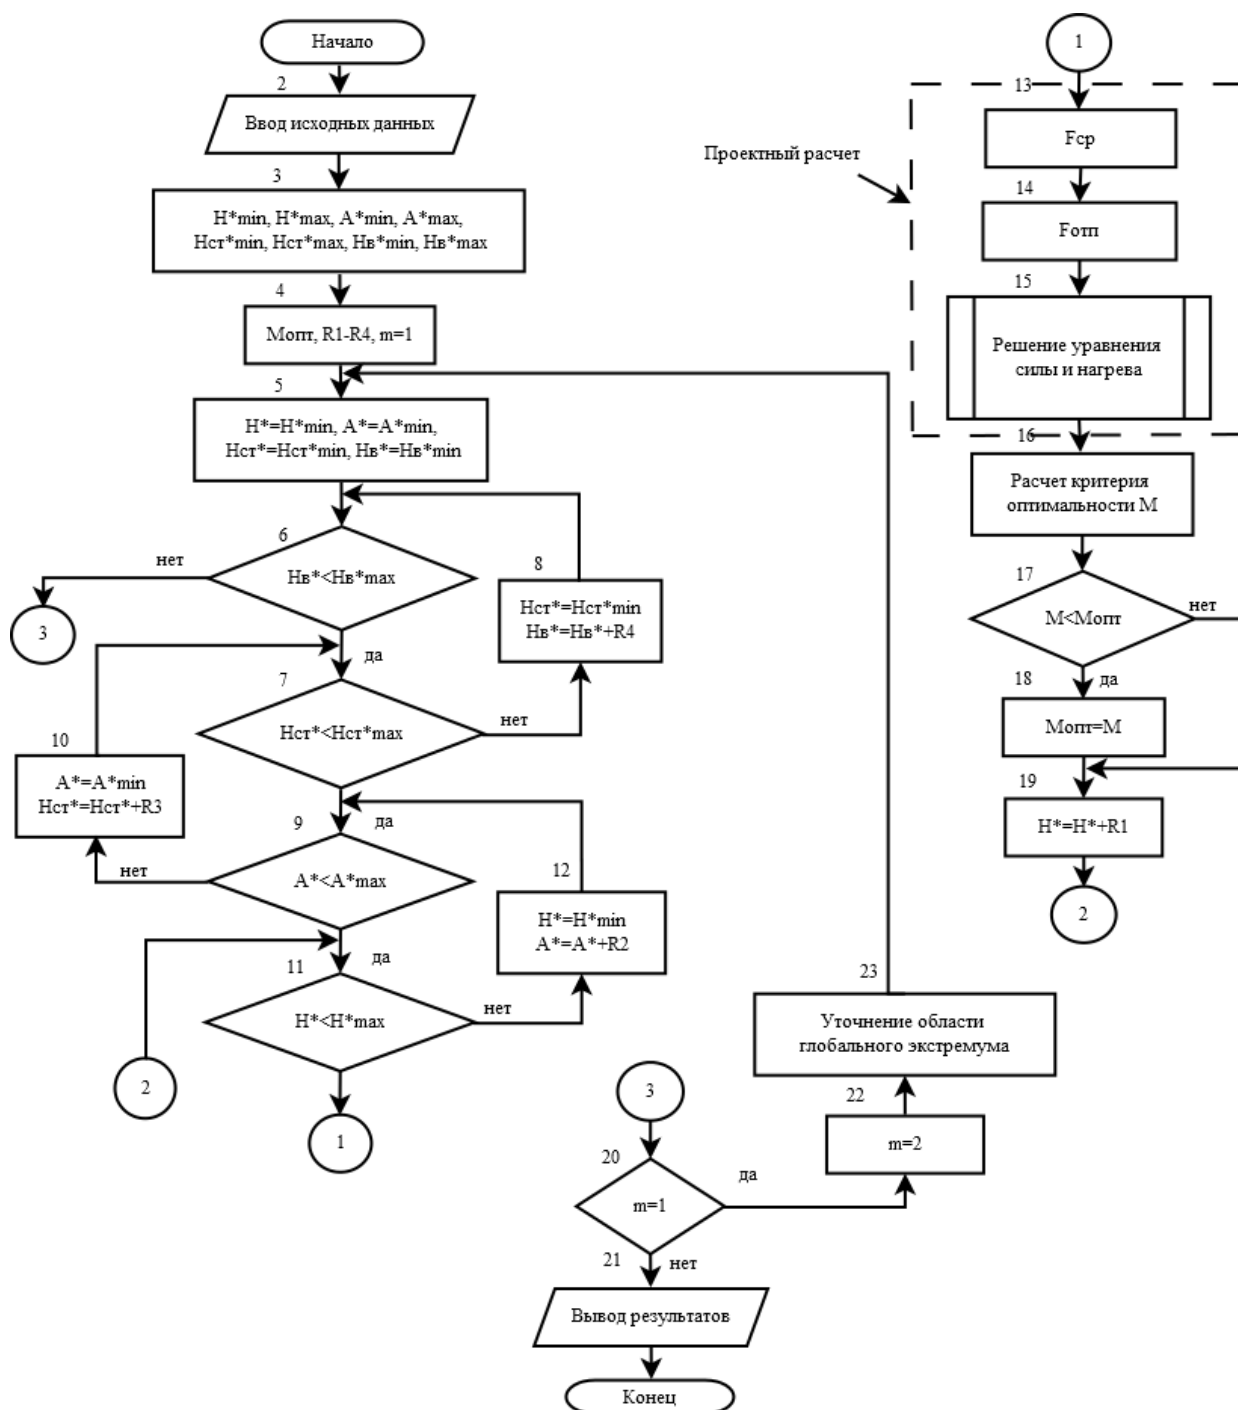 Начало
2
Ввод исходных данных
3
H*min, H*max, A*min, A*max,
Hст*min, Hст*max, Hв*min, Hв*max
4
Mопт, R1-R4, m=1
5
H*=H*min, A*=A*min,
Hст*=Hст*min, Hв*=Hв*min
6
нет
Hв*<Hв*max
3
да
8
Hст*=Hст*min
Hв*=Hв*+R4
7
Hст*<Hст*max
нет
10
A*=A*min
Hст*=Hст*+R3
9
да
нет
A*<A*max
12
H*=H*min
A*=A*+R2
да
11
H*<H*max
нет
2
1
1
13
Проектный расчет
Fср
14
Fотп
15
Решение уравнения
силы и нагрева
16
Расчет критерия
оптимальности M
17
M<Mопт
нет
18
да
Mопт=M
19
H*=H*+R1
2
23
Уточнение области
глобального экстремума
22
m=2
3
20
m=1
да
21
нет
Вывод результатов
Конец